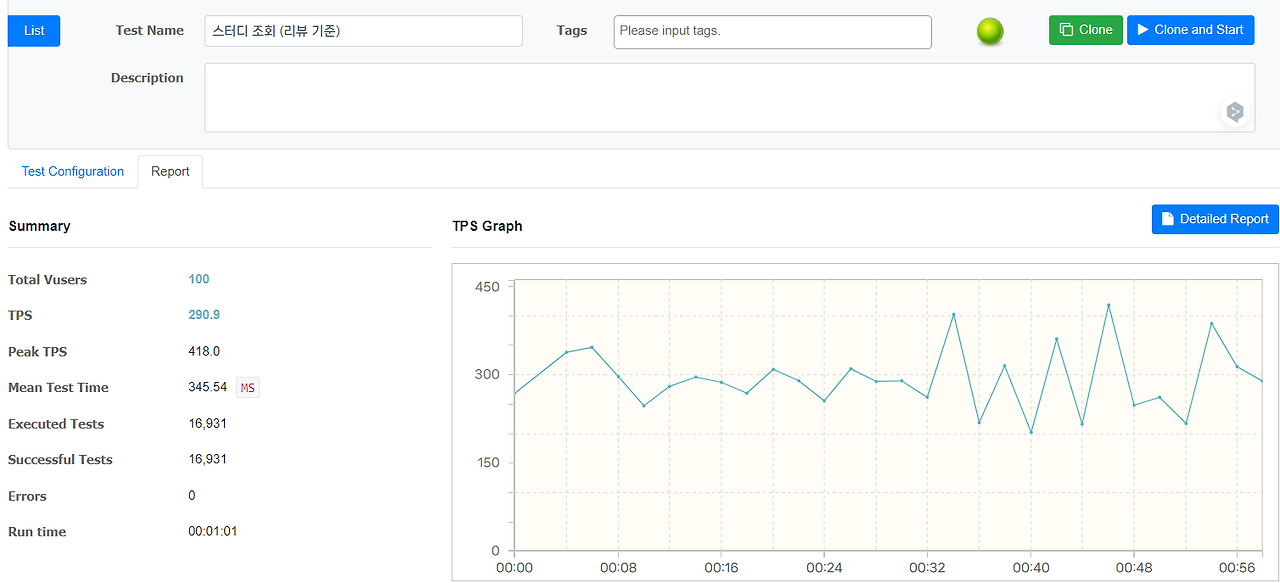 List
Test Name
스터디 조회 (리뷰 기준)
Tags
Please input tags.
Clone
Clone and Start
Description
Test Configuration
Report
Summary
Total Vusers 100
TPS 290.9
Peak TPS 418.0
Mean Test Time 345.54 MS
Executed Tests 16,931
Successful Tests 16,931
Errors 0
Run time 00:01:01
TPS Graph
Detailed Report
450
300
150
0
00:00 00:08 00:16 00:24 00:32 00:40 00:48 00:56